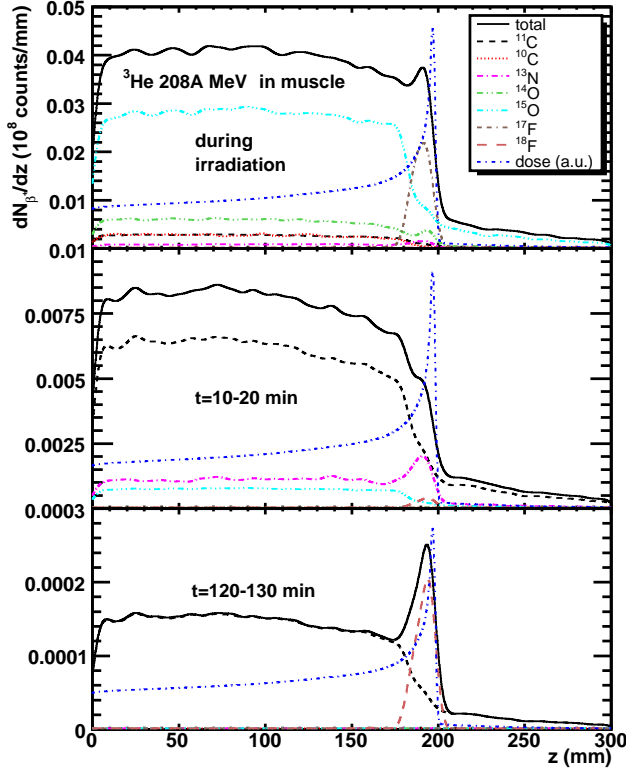 0.05
0.04
0.03
0.02
0.01
0.01
0.0075
0.005
0.0025
0.0003
0.0002
0.0001
0
dN_β⁺/dz (10⁸ counts/mm)
³He 208A MeV in muscle
during
irradiation
total
¹¹C
¹⁰C
¹³N
¹⁴O
¹⁵O
¹⁷F
¹⁸F
dose (a.u.)
t=10-20 min
t=120-130 min
0 50 100 150 200 250 300
z (mm)